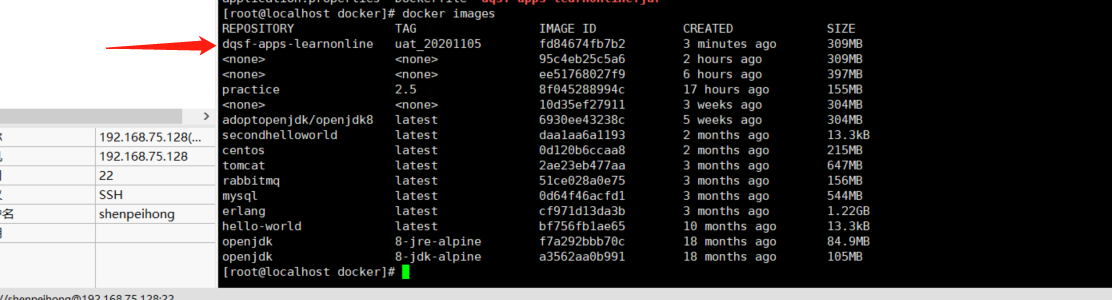 [root@localhost docker]# docker images
REPOSITORY TAG IMAGE ID CREATED SIZE
dqsf-apps-learnonline uat_20201105 fd84674fb7b2 3 minutes ago 309MB
<none> <none> 95c4eb25c5a6 2 hours ago 309MB
<none> <none> ee51768027f9 6 hours ago 397MB
practice 2.5 8f045288994c 17 hours ago 155MB
<none> <none> 10d35ef27911 3 weeks ago 304MB
adoptopenjdk/openjdk8 latest 6930ee43238c 5 weeks ago 304MB
secondhelloworld latest daa1aa6a1193 2 months ago 13.3kB
centos latest 0d120b6ccaa8 2 months ago 215MB
tomcat latest 2ae23eb477aa 3 months ago 647MB
rabbitmq latest 51ce028a0e75 3 months ago 156MB
mysql latest 0d64f46acfd1 3 months ago 544MB
erlang latest cf971d13da3b 3 months ago 1.22GB
hello-world latest bf756fb1ae65 10 months ago 13.3kB
openjdk 8-jre-alpine f7a292bbb70c 18 months ago 84.9MB
openjdk 8-jdk-alpine a3562aa0b991 18 months ago 105MB
[root@localhost docker]#
192.168.75.128(...
192.168.75.128
22
SSH
名 shenpeihong
//shenpeihong@192.168.75.128:22